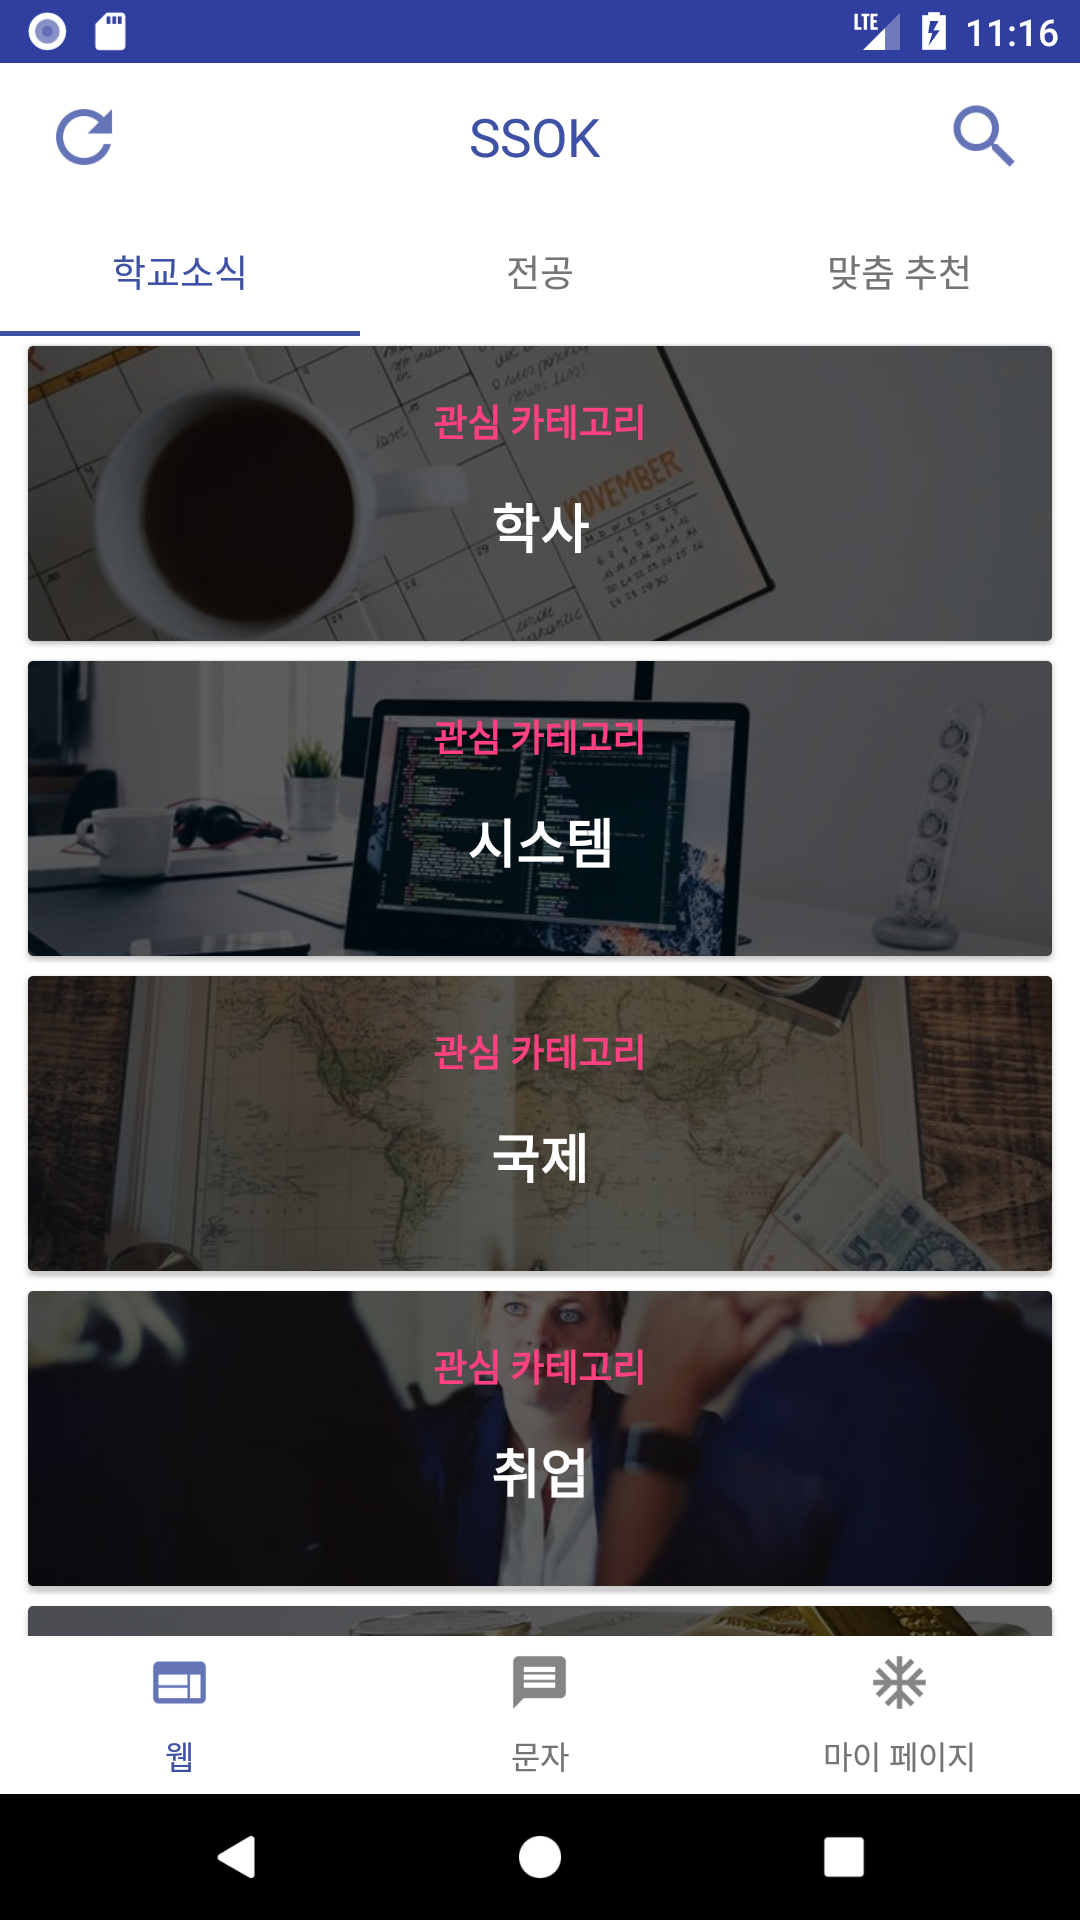 LTE 11:16
SSOK
학교소식 전공 맞춤 추천
관심 카테고리
NOVEMBER
학사
관심 카테고리
시스템
관심 카테고리
국제
관심 카테고리
취업
웹 문자 마이 페이지